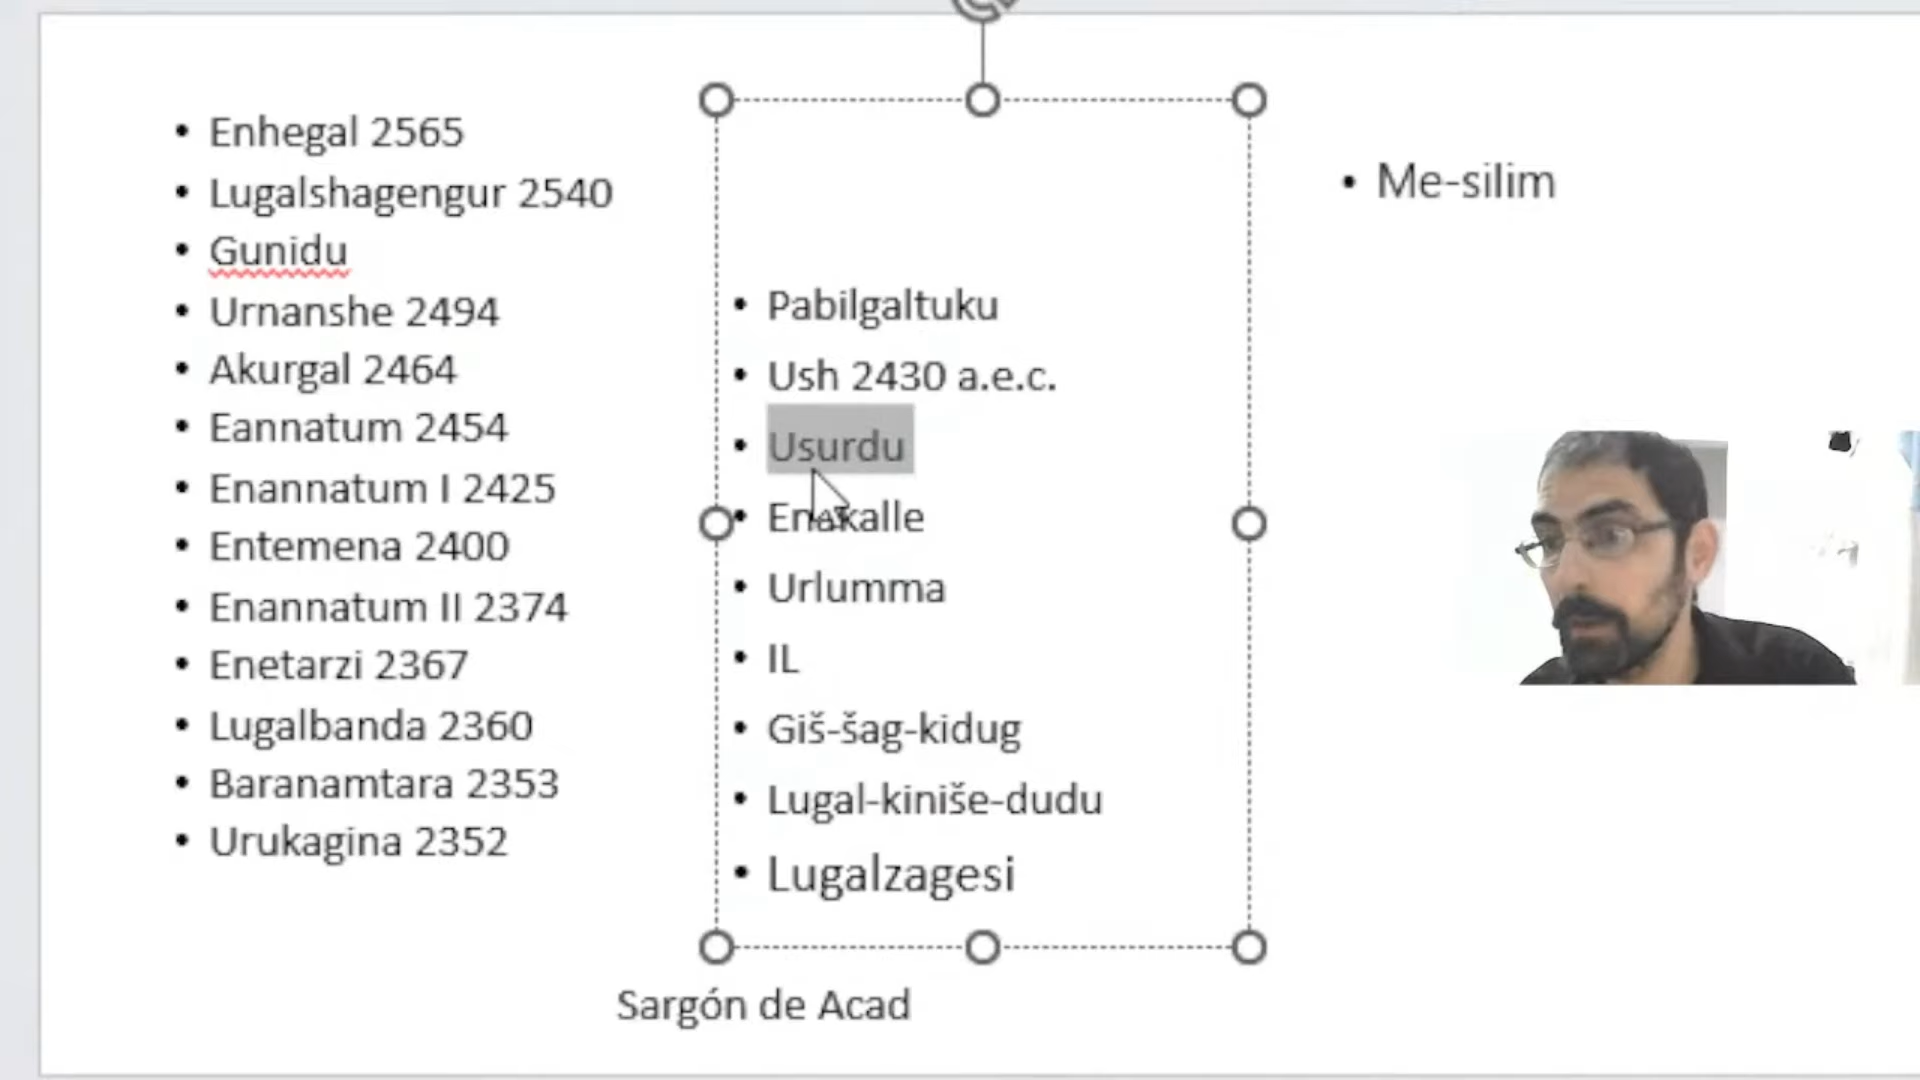 • Enhegal 2565
• Lugalshagengur 2540
• Gunidu
• Urnanshe 2494
• Akurgal 2464
• Eannatum 2454
• Enannatum I 2425
• Entemena 2400
• Enannatum II 2374
• Enetarzi 2367
• Lugalbanda 2360
• Baranamtara 2353
• Urukagina 2352
• Pabilgaltuku
• Ush 2430 a.e.c.
• Usurdu
• Enakalle
• Urlumma
• IL
• Giš-šag-kidug
• Lugal-kiniše-dudu
• Lugalzagesi
• Me-silim
Sargón de Acad